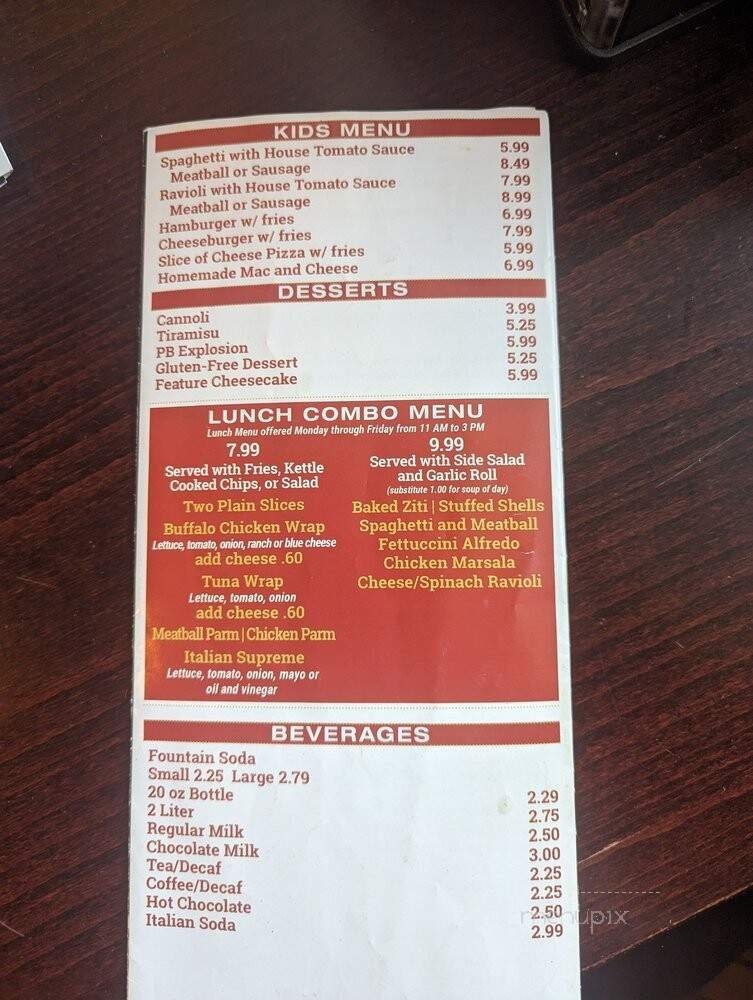 KIDS MENU
Spaghetti with House Tomato Sauce 5.99
Meatball or Sausage 8.49
Ravioli with House Tomato Sauce 7.99
Meatball or Sausage 8.99
Hamburger w/ fries 6.99
Cheeseburger w/ fries 7.99
Slice of Cheese Pizza w/ fries 5.99
Homemade Mac and Cheese 6.99
DESSERTS
Cannoli 3.99
Tiramisu 5.25
PB Explosion 5.99
Gluten-Free Dessert 5.25
Feature Cheesecake 5.99
LUNCH COMBO MENU
Lunch Menu offered Monday through Friday from 11 AM to 3 PM
7.99
Served with Fries, Kettle
Cooked Chips, or Salad
Two Plain Slices
Buffalo Chicken Wrap
Lettuce, tomato, onion, ranch or blue cheese
add cheese .60
Tuna Wrap
Lettuce, tomato, onion
add cheese .60
Meatball Parm | Chicken Parm
Italian Supreme
Lettuce, tomato, onion, mayo or
oil and vinegar
9.99
Served with Side Salad
and Garlic Roll
(substitute 1.00 for soup of day)
Baked Ziti | Stuffed Shells
Spaghetti and Meatball
Fettuccini Alfredo
Chicken Marsala
Cheese/Spinach Ravioli
BEVERAGES
Fountain Soda
Small 2.25 Large 2.79
20 oz Bottle 2.29
2 Liter 2.75
Regular Milk 2.50
Chocolate Milk 3.00
Tea/Decaf 2.25
Coffee/Decaf 2.25
Hot Chocolate 2.50
Italian Soda 2.99
menupix